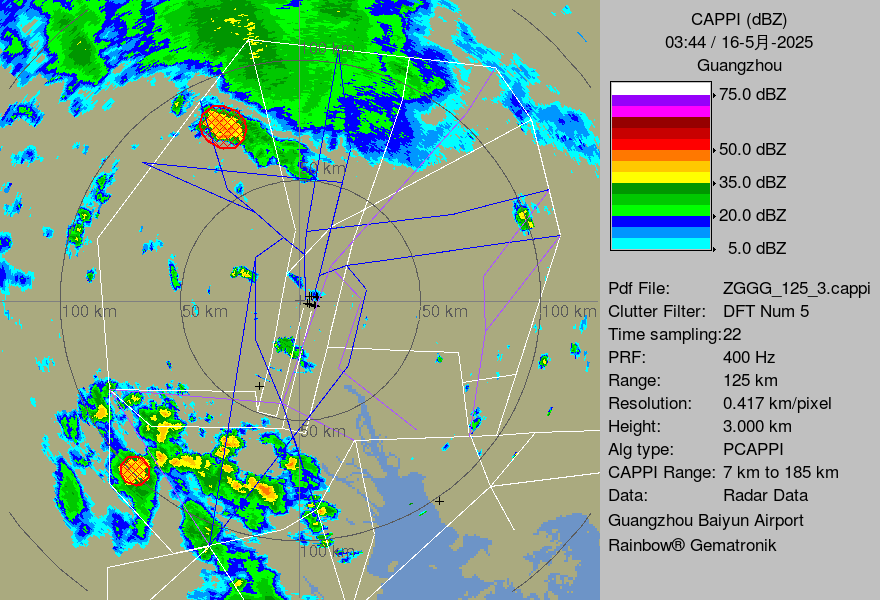 CAPPI (dBZ)
03:44 / 16-5月-2025
Guangzhou
75.0 dBZ
50.0 dBZ
35.0 dBZ
20.0 dBZ
5.0 dBZ
Pdf File: ZGGG_125_3.cappi
Clutter Filter: DFT Num 5
Time sampling:22
PRF: 400 Hz
Range: 125 km
Resolution: 0.417 km/pixel
Height: 3.000 km
Alg type: PCAPPI
CAPPI Range: 7 km to 185 km
Data: Radar Data
Guangzhou Baiyun Airport
Rainbow® Gematronik
100 km
50 km
100 km
50 km
50 km
100 km
50 km
100 km